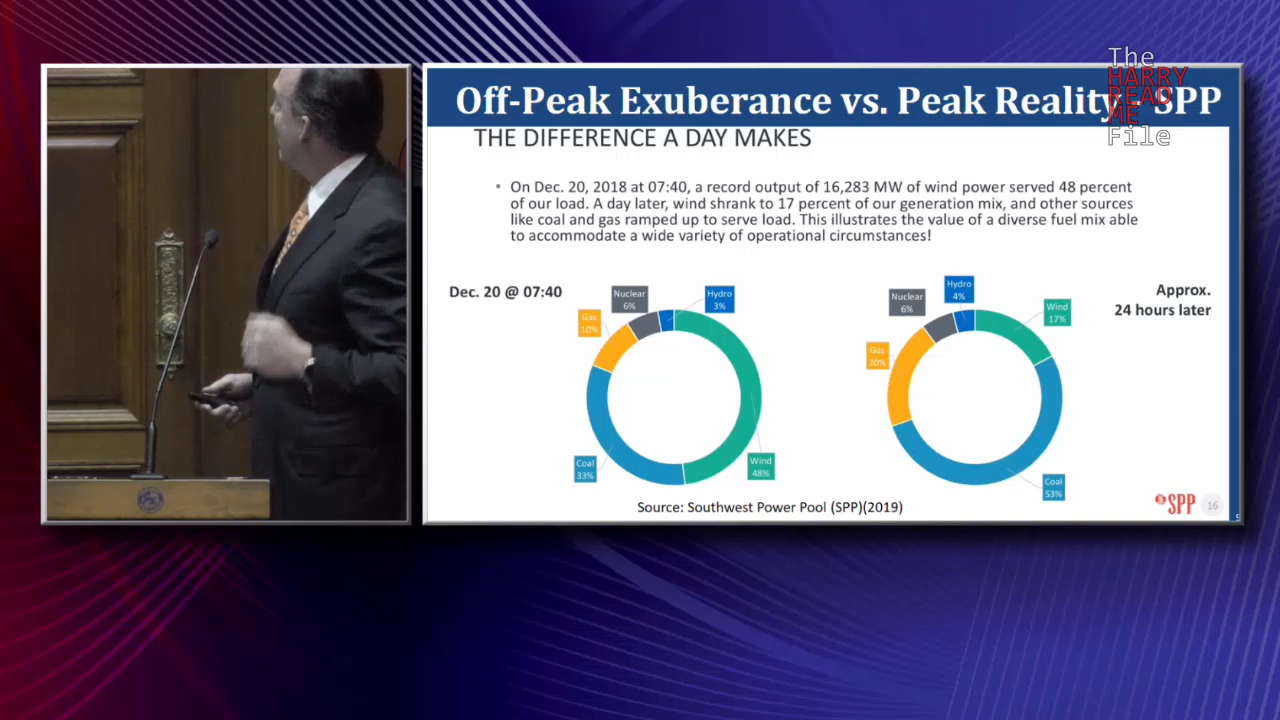 The
HARRY
READ
ME
File
Off-Peak Exuberance vs. Peak Reality - SPP
THE DIFFERENCE A DAY MAKES
• On Dec. 20, 2018 at 07:40, a record output of 16,283 MW of wind power served 48 percent
of our load. A day later, wind shrank to 17 percent of our generation mix, and other sources
like coal and gas ramped up to serve load. This illustrates the value of a diverse fuel mix able
to accommodate a wide variety of operational circumstances!
Dec. 20 @ 07:40
Nuclear
6%
Hydro
3%
Gas
10%
Coal
33%
Wind
48%
Approx.
24 hours later
Nuclear
6%
Hydro
4%
Wind
17%
Gas
20%
Coal
53%
Source: Southwest Power Pool (SPP)(2019)
SPP
16